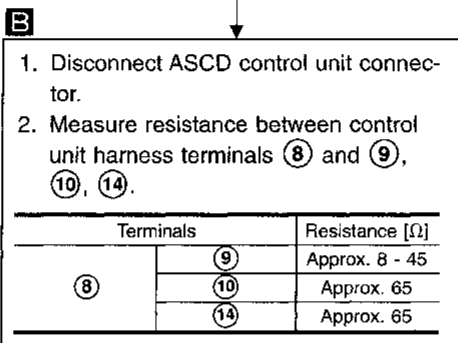 B
1. Disconnect ASCD control unit connec-
tor.
2. Measure resistance between control
unit harness terminals ⑧ and ⑨,
⑩, ⑭.
Terminals Resistance [Ω]
⑧ ⑨ Approx. 8 - 45
⑩ Approx. 65
⑭ Approx. 65